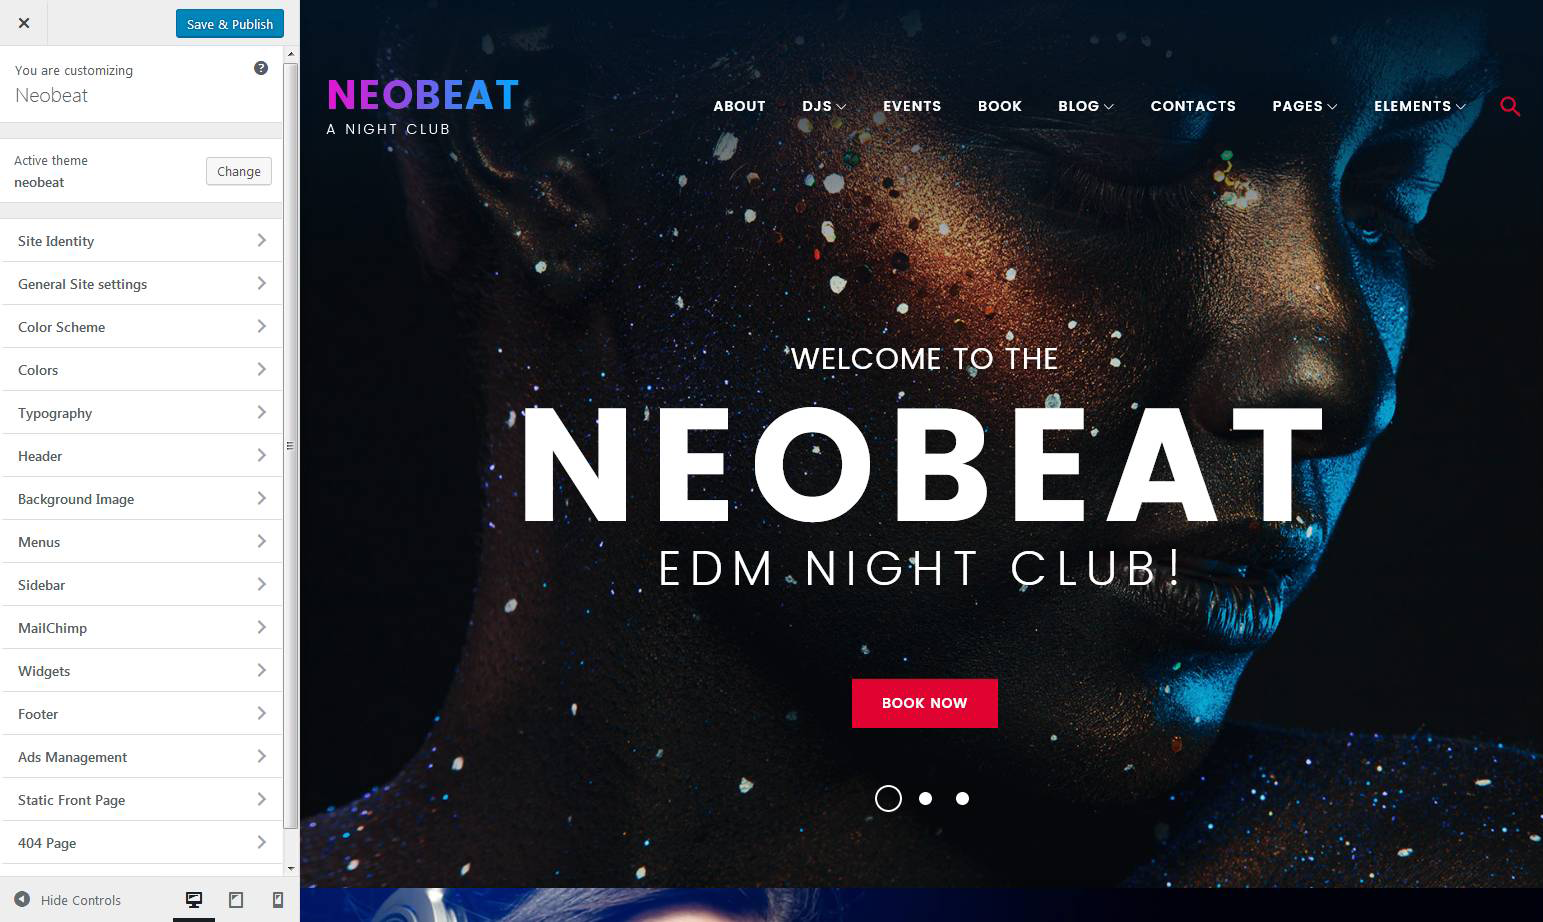 Save & Publish
You are customizing
Neobeat
Active theme
neobeat
Change
Site Identity
General Site settings
Color Scheme
Colors
Typography
Header
Background Image
Menus
Sidebar
MailChimp
Widgets
Footer
Ads Management
Static Front Page
404 Page
Hide Controls
NEOBEAT
A NIGHT CLUB
ABOUT DJS EVENTS BOOK BLOG CONTACTS PAGES ELEMENTS
WELCOME TO THE
NEOBEAT
EDM NIGHT CLUB!
BOOK NOW